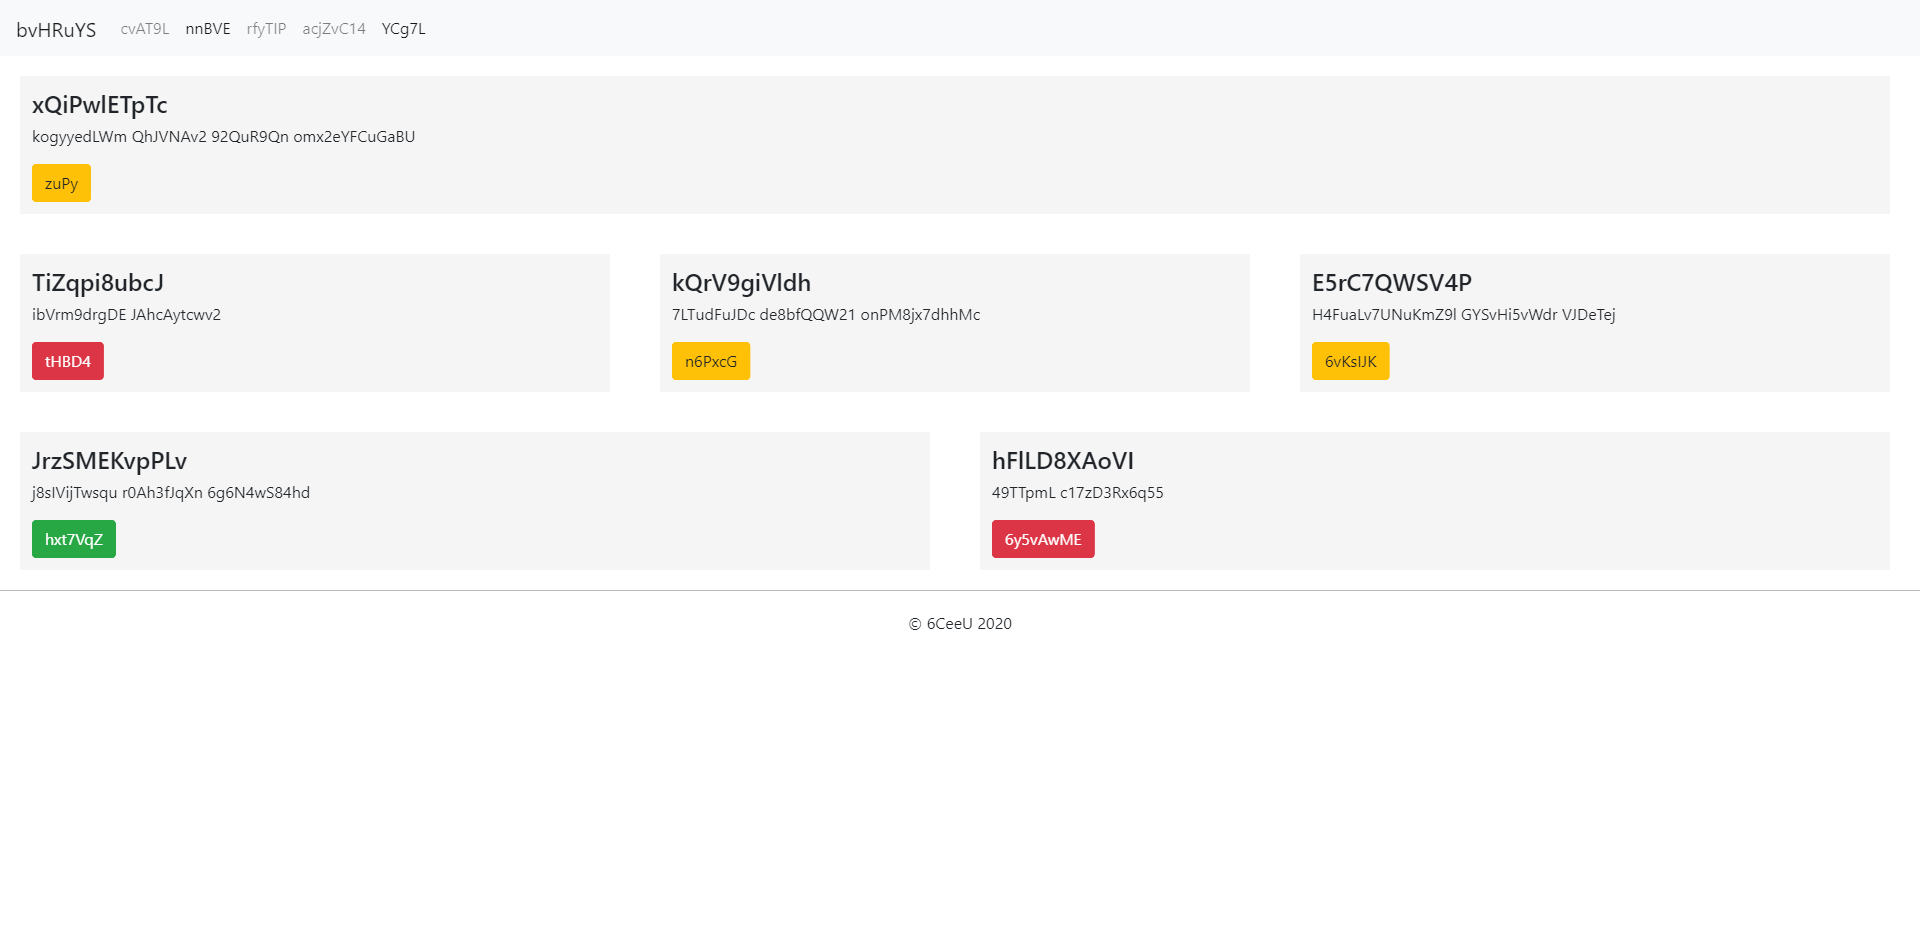 bvHRuYS cvAT9L nnBVE rfyTIP acjZvC14 YCg7L
xQiPwlETpTc
kogyyedLWm QhJVNAv2 92QuR9Qn omx2eYFCuGaBU
zuPy
TiZqpi8ubcJ
ibVrm9drgDE JAhcAytcwv2
tHBD4
kQrV9giVldh
7LTudFuJDc de8bfQQW21 onPM8jx7dhhMc
n6PxcG
E5rC7QWSV4P
H4FuaLv7UNuKmZ9l GYSvHi5vWdr VJDeTej
6vKsIJK
JrzSMEKvpPLv
j8sIVijTwsqu r0Ah3fJqXn 6g6N4wS84hd
hxt7VqZ
hFlLD8XAoVI
49TTpmL c17zD3Rx6q55
6y5vAwME
© 6CeeU 2020